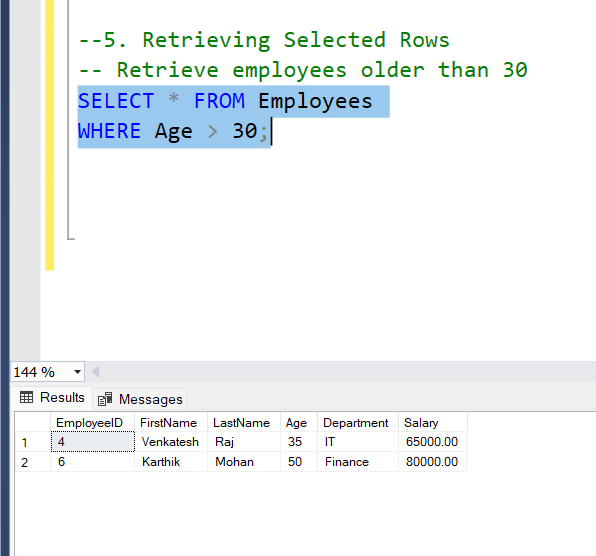 --5. Retrieving Selected Rows
-- Retrieve employees older than 30
SELECT * FROM Employees
WHERE Age > 30;
144 %
Results Messages
EmployeeID FirstName LastName Age Department Salary
1 4 Venkatesh Raj 35 IT 65000.00
2 6 Karthik Mohan 50 Finance 80000.00